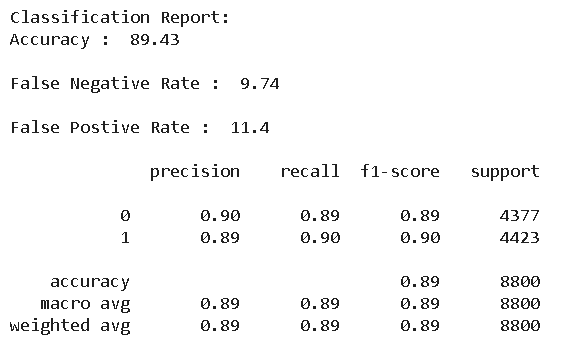 Classification Report:
Accuracy :  89.43
False Negative Rate :  9.74
False Postive Rate :  11.4
precision recall f1-score support
0 0.90 0.89 0.89 4377
1 0.89 0.90 0.90 4423
accuracy 0.89 8800
macro avg 0.89 0.89 0.89 8800
weighted avg 0.89 0.89 0.89 8800